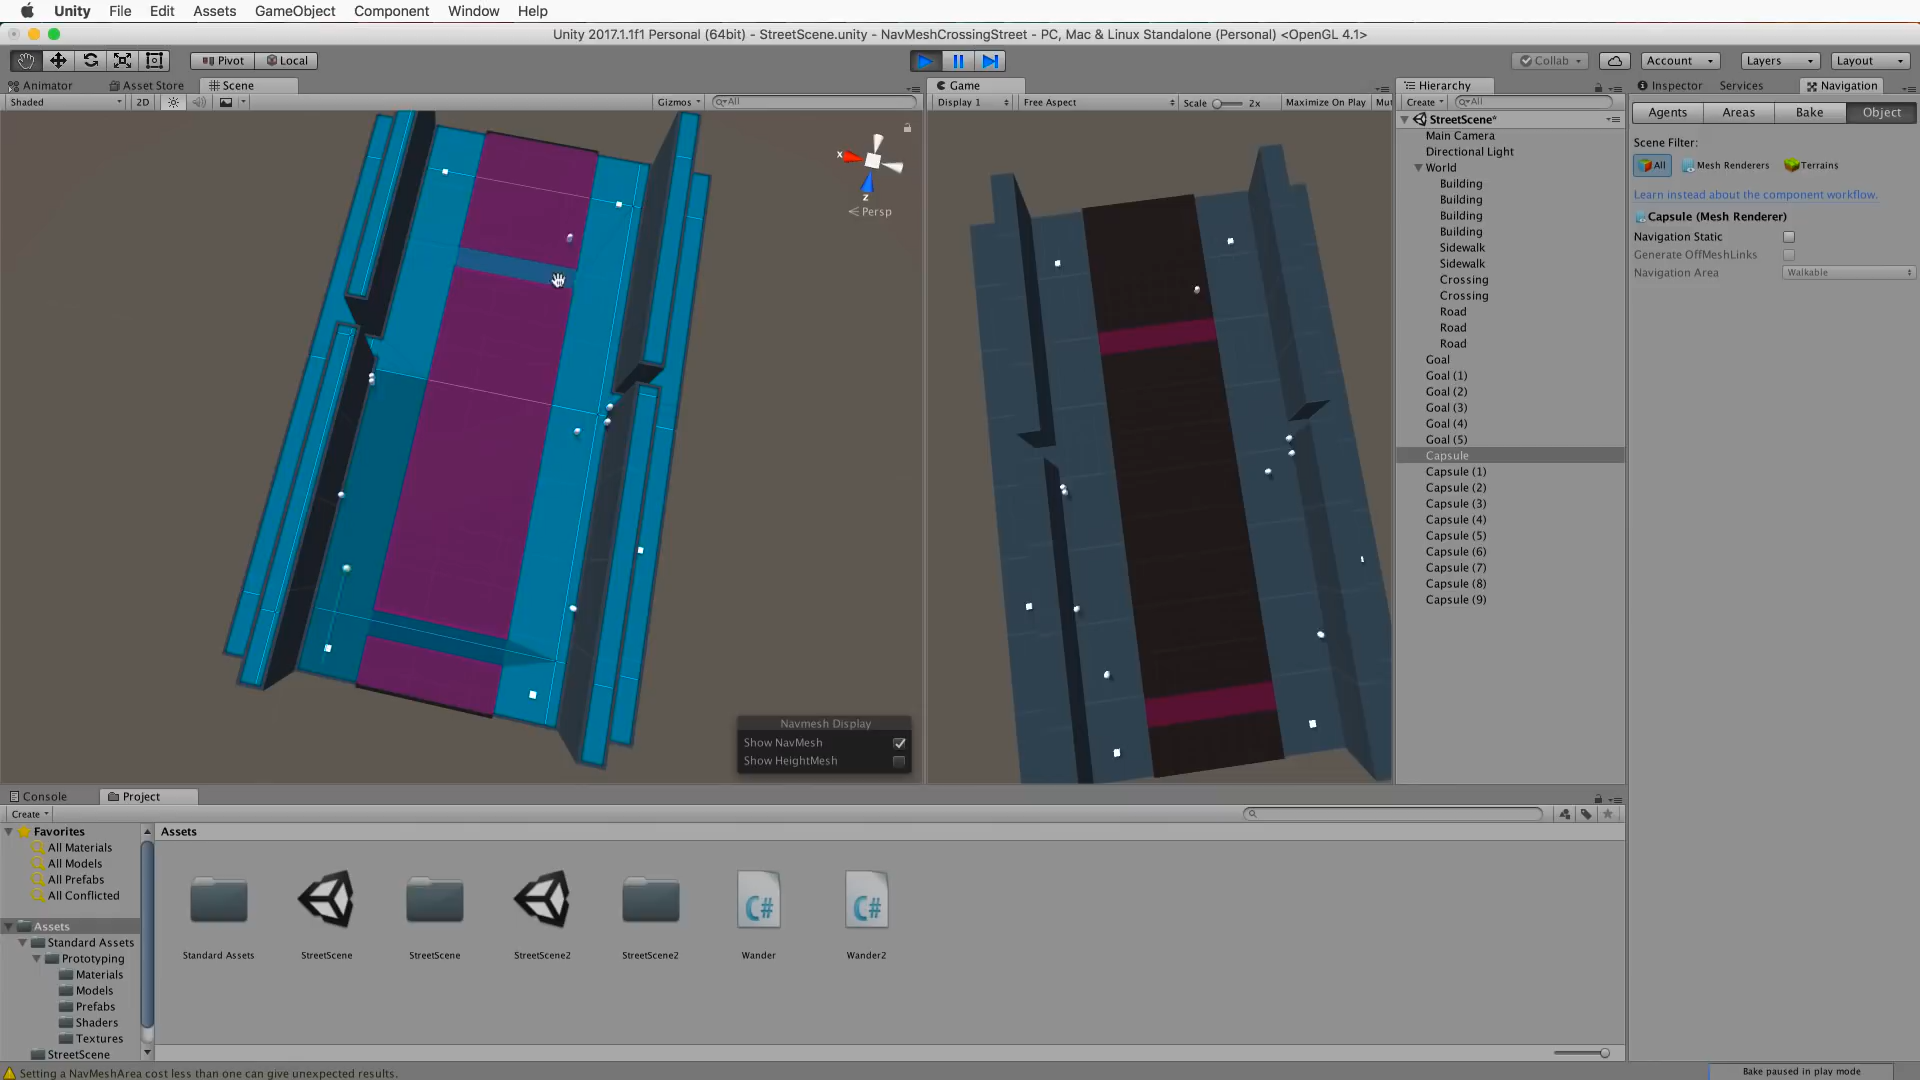 Unity File Edit Assets GameObject Component Window Help
Unity 2017.1.1f1 Personal (64bit) - StreetScene.unity - NavMeshCrossingStreet - PC, Mac & Linux Standalone (Personal) <OpenGL 4.1>
Pivot Local Collab Account Layers Layout
Animator Asset Store Scene Game Hierarchy Inspector Services Navigation
Shaded 2D Gizmos All Display 1 Free Aspect Scale 2x Maximize On Play Mut Create All
Agents Areas Bake Object
StreetScene*
Main Camera
Directional Light
World
Building
Building
Building
Building
Sidewalk
Sidewalk
Crossing
Crossing
Road
Road
Road
Goal
Goal (1)
Goal (2)
Goal (3)
Goal (4)
Goal (5)
Capsule
Capsule (1)
Capsule (2)
Capsule (3)
Capsule (4)
Capsule (5)
Capsule (6)
Capsule (7)
Capsule (8)
Capsule (9)
Scene Filter:
All Mesh Renderers Terrains
Learn instead about the component workflow.
Capsule (Mesh Renderer)
Navigation Static
Generate OffMeshLinks
Navigation Area Walkable
x
z
Persp
Navmesh Display
Show NavMesh
Show HeightMesh
Console Project
Create
Favorites
All Materials
All Models
All Prefabs
All Conflicted
Assets
Standard Assets
Prototyping
Materials
Models
Prefabs
Shaders
Textures
StreetScene
Assets
C# C#
Standard Assets StreetScene StreetScene StreetScene2 StreetScene2 Wander Wander2
Setting a NavMeshArea cost less than one can give unexpected results.
Bake paused in play mode